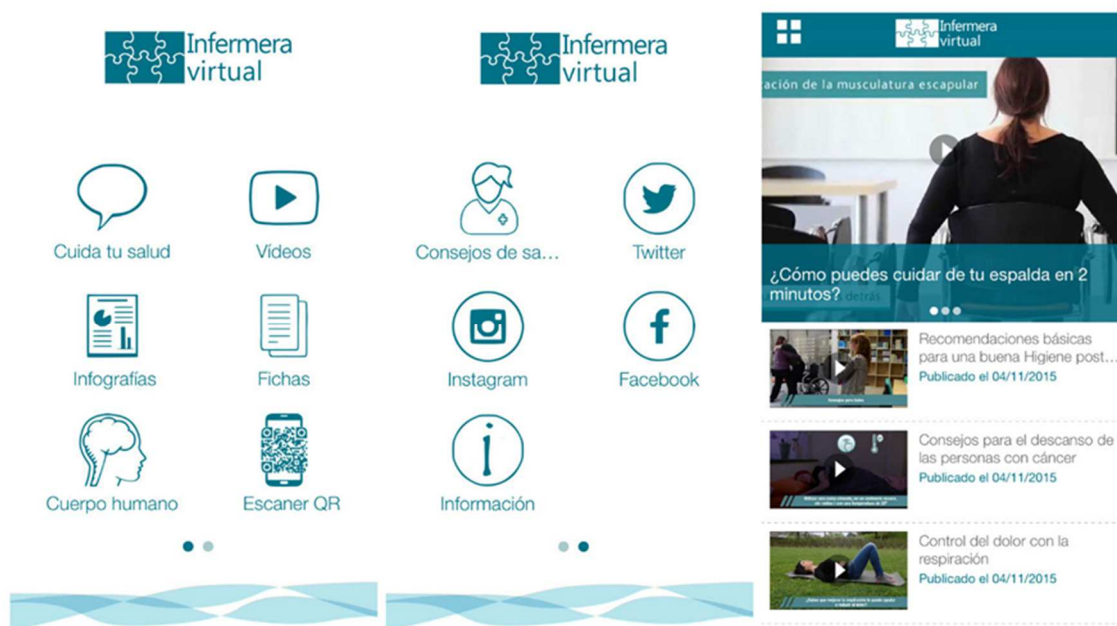 Infermera
virtual
Cuida tu salud
Vídeos
Infografías
Fichas
Cuerpo humano
Escaner QR
Infermera
virtual
Consejos de sa...
Twitter
Instagram
Facebook
Información
Infermera
virtual
ación de la musculatura escapular
¿Cómo puedes cuidar de tu espalda en 2
minutos?
detrás
Recomendaciones básicas
para una buena Higiene post...
Publicado el 04/11/2015
Consejos para el descanso de
las personas con cáncer
Publicado el 04/11/2015
Control del dolor con la
respiración
Publicado el 04/11/2015